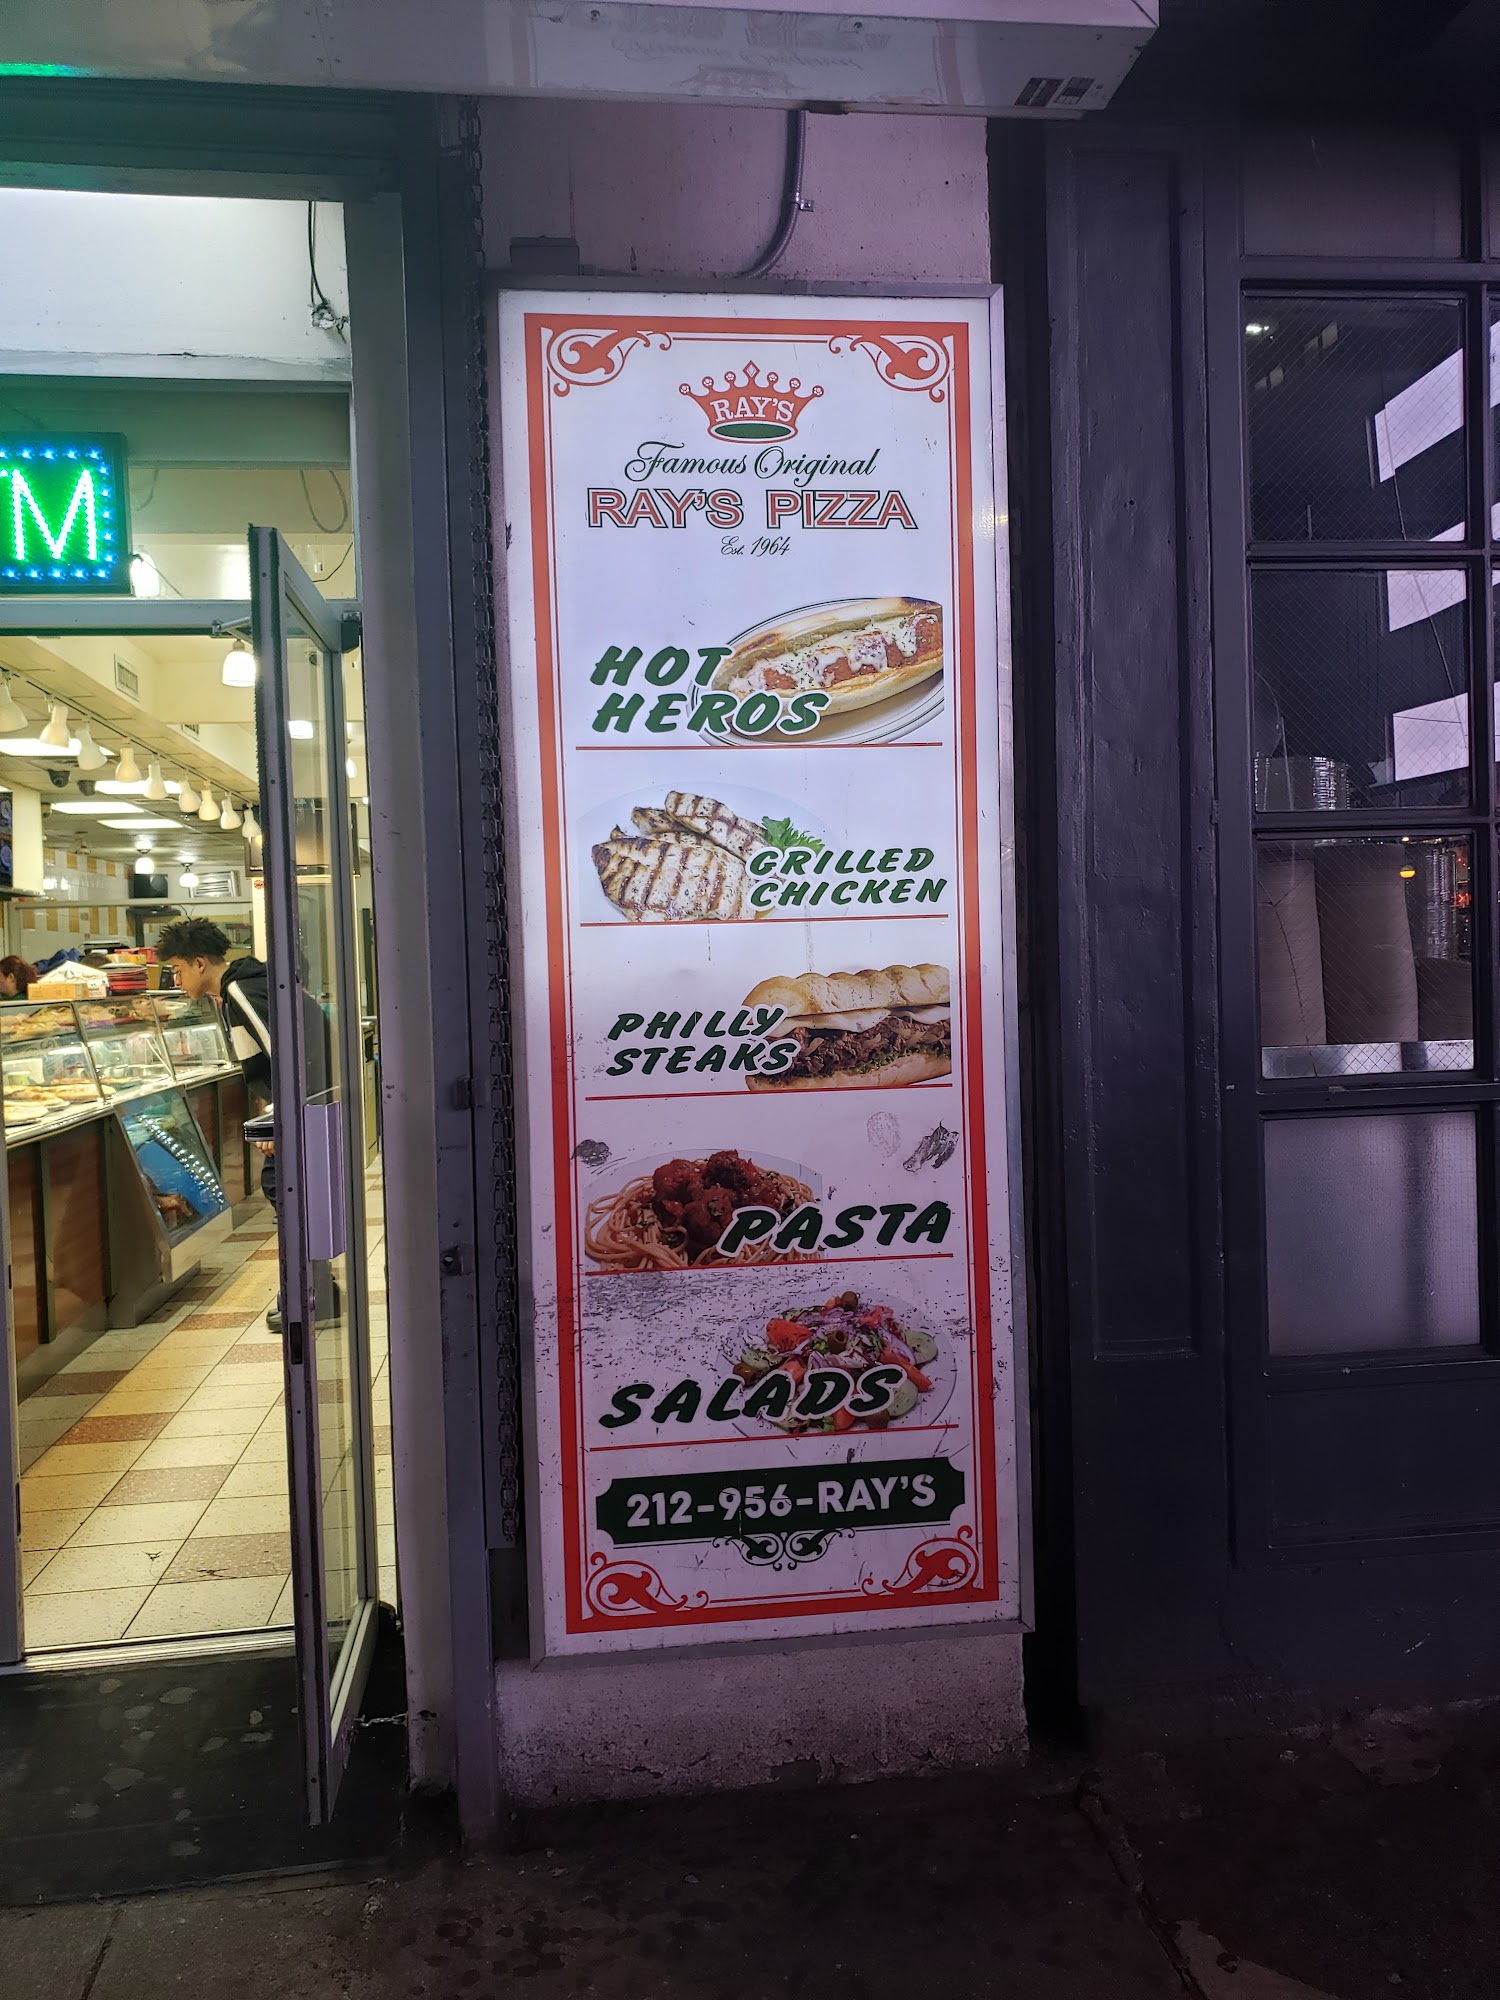 RAY'S
Famous Original
RAY'S PIZZA
Est. 1964
HOT
HEROS
GRILLED
CHICKEN
PHILLY
STEAKS
PASTA
SALADS
212-956-RAY'S
M